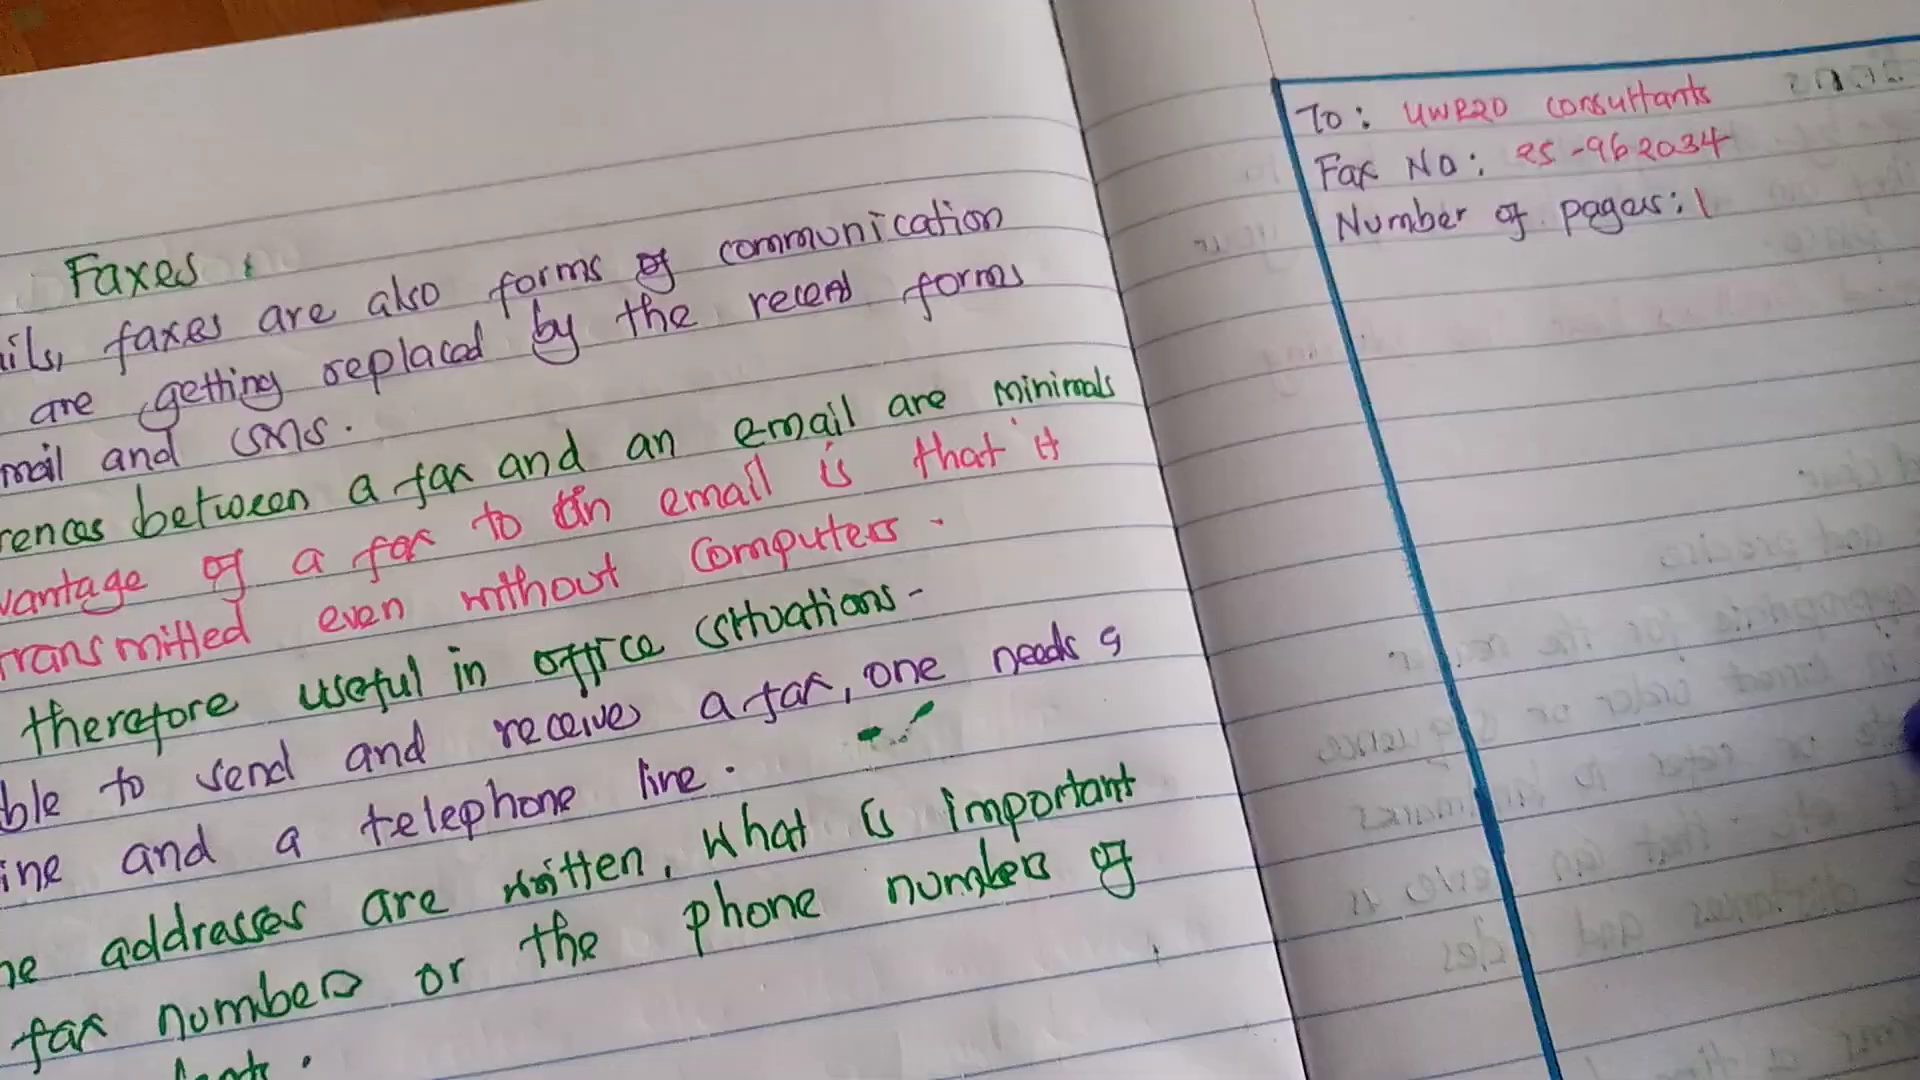 Faxes:
ils, faxes are also forms of communication
are getting replaced by the recent forms
mail and SMS.
rences between a fax and an email are minimals
vantage of a fax to an email is that it
transmitted even without computers.
therefore useful in office situations.
ble to send and receive a fax, one needs a
ine and a telephone line.
he addresses are written, what is important
fax numbers or the phone numbers of
To: UWEZO consultants
Fax No: 25-962034
Number of pages: 1